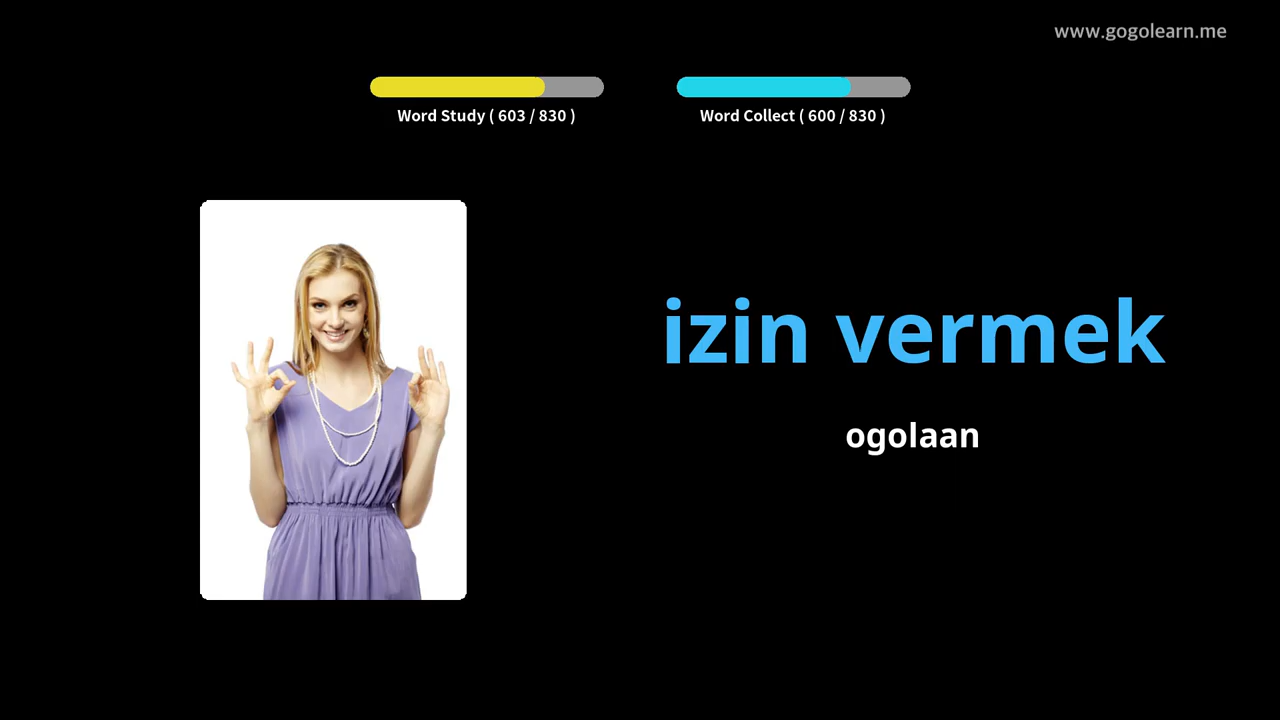 www.gogolearn.me
Word Study ( 603 / 830 )
Word Collect ( 600 / 830 )
izin vermek
ogolaan